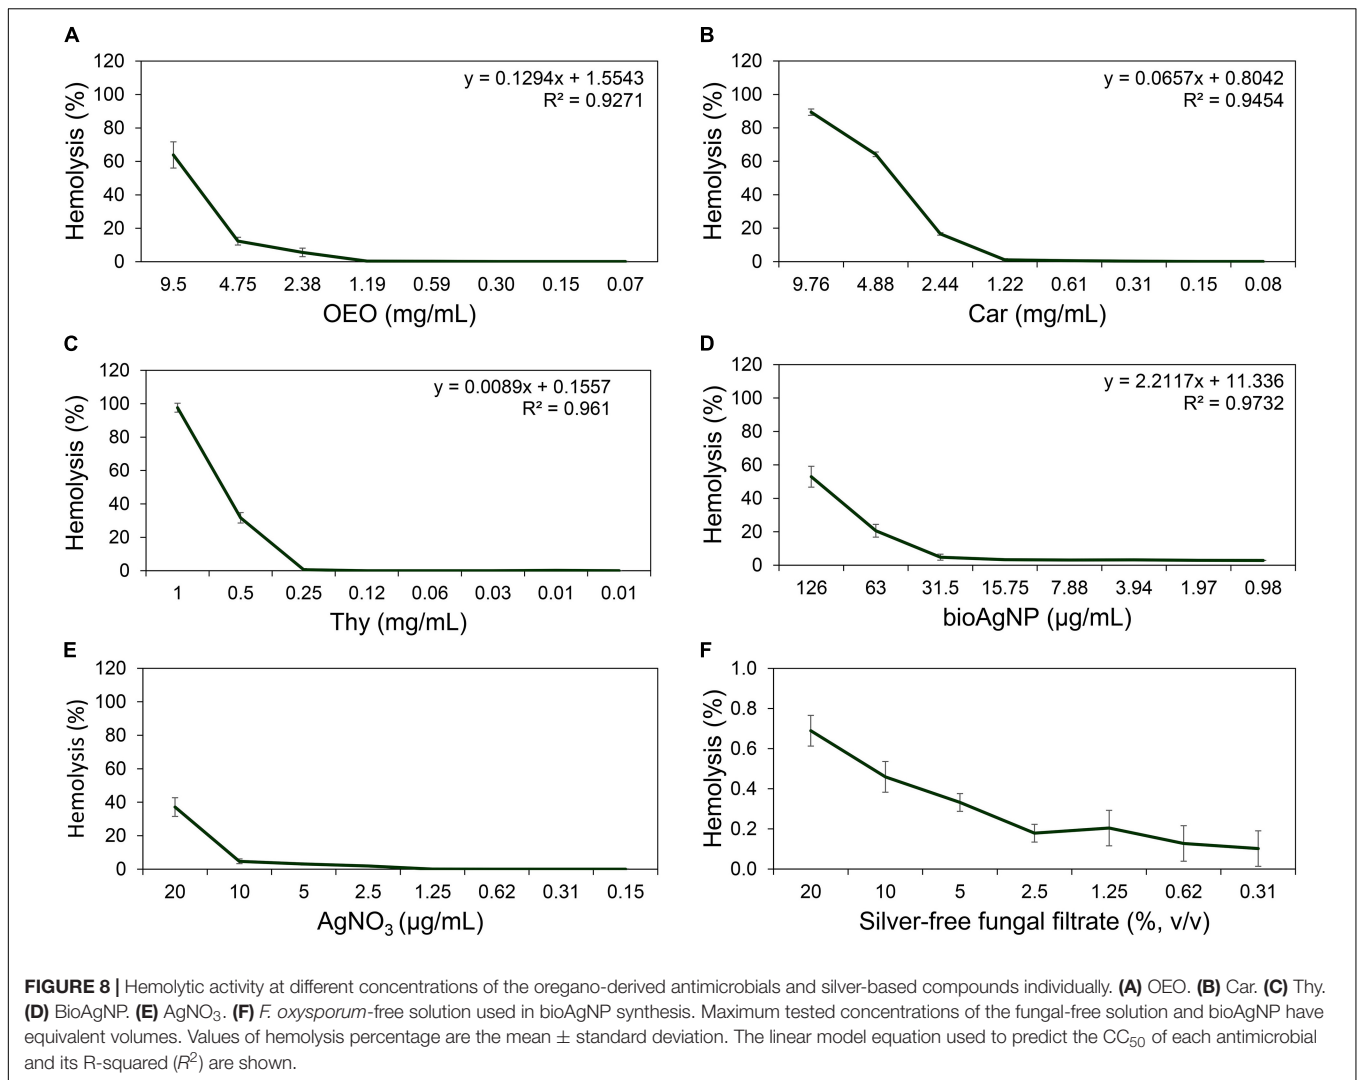 A
120
100
80
60
40
20
0
Hemolysis (%)
y = 0.1294x + 1.5543
R² = 0.9271
9.5 4.75 2.38 1.19 0.59 0.30 0.15 0.07
OEO (mg/mL)
B
120
100
80
60
40
20
0
Hemolysis (%)
y = 0.0657x + 0.8042
R² = 0.9454
9.76 4.88 2.44 1.22 0.61 0.31 0.15 0.08
Car (mg/mL)
C
120
100
80
60
40
20
0
Hemolysis (%)
y = 0.0089x + 0.1557
R² = 0.961
1 0.5 0.25 0.12 0.06 0.03 0.01 0.01
Thy (mg/mL)
D
120
100
80
60
40
20
0
Hemolysis (%)
y = 2.2117x + 11.336
R² = 0.9732
126 63 31.5 15.75 7.88 3.94 1.97 0.98
bioAgNP (µg/mL)
E
120
100
80
60
40
20
0
Hemolysis (%)
20 10 5 2.5 1.25 0.62 0.31 0.15
AgNO₃ (µg/mL)
F
1.0
0.8
0.6
0.4
0.2
0.0
Hemolysis (%)
20 10 5 2.5 1.25 0.62 0.31
Silver-free fungal filtrate (%, v/v)
FIGURE 8 | Hemolytic activity at different concentrations of the oregano-derived antimicrobials and silver-based compounds individually. (A) OEO. (B) Car. (C) Thy.
(D) BioAgNP. (E) AgNO₃. (F) F. oxysporum-free solution used in bioAgNP synthesis. Maximum tested concentrations of the fungal-free solution and bioAgNP have
equivalent volumes. Values of hemolysis percentage are the mean ± standard deviation. The linear model equation used to predict the CC₅₀ of each antimicrobial
and its R-squared (R²) are shown.